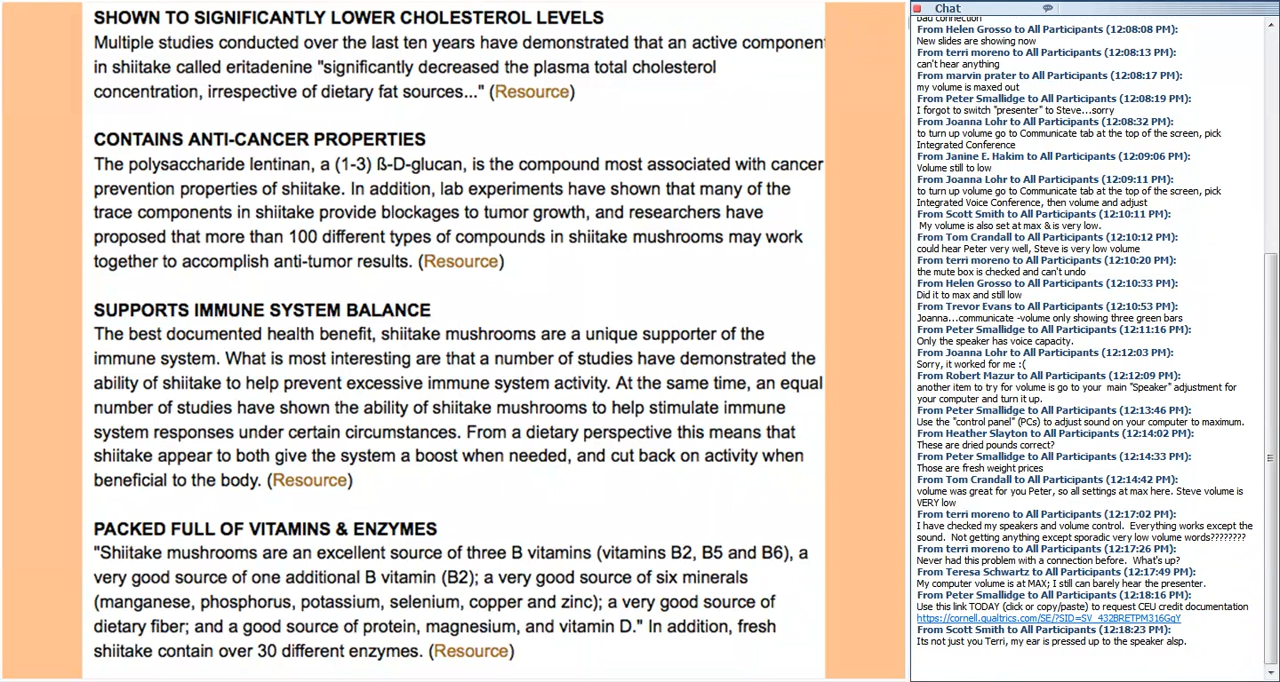 SHOWN TO SIGNIFICANTLY LOWER CHOLESTEROL LEVELS
Multiple studies conducted over the last ten years have demonstrated that an active component
in shiitake called eritadenine "significantly decreased the plasma total cholesterol
concentration, irrespective of dietary fat sources..." (Resource)
CONTAINS ANTI-CANCER PROPERTIES
The polysaccharide lentinan, a (1-3) ß-D-glucan, is the compound most associated with cancer
prevention properties of shiitake. In addition, lab experiments have shown that many of the
trace components in shiitake provide blockages to tumor growth, and researchers have
proposed that more than 100 different types of compounds in shiitake mushrooms may work
together to accomplish anti-tumor results. (Resource)
SUPPORTS IMMUNE SYSTEM BALANCE
The best documented health benefit, shiitake mushrooms are a unique supporter of the
immune system. What is most interesting are that a number of studies have demonstrated the
ability of shiitake to help prevent excessive immune system activity. At the same time, an equal
number of studies have shown the ability of shiitake mushrooms to help stimulate immune
system responses under certain circumstances. From a dietary perspective this means that
shiitake appear to both give the system a boost when needed, and cut back on activity when
beneficial to the body. (Resource)
PACKED FULL OF VITAMINS & ENZYMES
"Shiitake mushrooms are an excellent source of three B vitamins (vitamins B2, B5 and B6), a
very good source of one additional B vitamin (B2); a very good source of six minerals
(manganese, phosphorus, potassium, selenium, copper and zinc); a very good source of
dietary fiber; and a good source of protein, magnesium, and vitamin D." In addition, fresh
shiitake contain over 30 different enzymes. (Resource)
Chat
bad connection
From Helen Grosso to All Participants (12:08:08 PM):
New slides are showing now
From terri moreno to All Participants (12:08:13 PM):
can't hear anything
From marvin prater to All Participants (12:08:17 PM):
my volume is maxed out
From Peter Smallidge to All Participants (12:08:19 PM):
I forgot to switch "presenter" to Steve...sorry
From Joanna Lohr to All Participants (12:08:32 PM):
to turn up volume go to Communicate tab at the top of the screen, pick
Integrated Conference
From Janine E. Hakim to All Participants (12:09:06 PM):
Volume still to low
From Joanna Lohr to All Participants (12:09:11 PM):
to turn up volume go to Communicate tab at the top of the screen, pick
Integrated Voice Conference, then volume and adjust
From Scott Smith to All Participants (12:10:11 PM):
My volume is also set at max & is very low.
From Tom Crandall to All Participants (12:10:12 PM):
could hear Peter very well, Steve is very low volume
From terri moreno to All Participants (12:10:20 PM):
the mute box is checked and can't undo
From Helen Grosso to All Participants (12:10:33 PM):
Did it to max and still low
From Trevor Evans to All Participants (12:10:53 PM):
Joanna...communicate -volume only showing three green bars
From Peter Smallidge to All Participants (12:11:16 PM):
Only the speaker has voice capacity.
From Joanna Lohr to All Participants (12:12:03 PM):
Sorry, it worked for me :(
From Robert Mazur to All Participants (12:12:09 PM):
another item to try for volume is go to your main "Speaker" adjustment for
your computer and turn it up.
From Peter Smallidge to All Participants (12:13:46 PM):
Use the "control panel" (PCs) to adjust sound on your computer to maximum.
From Heather Slayton to All Participants (12:14:02 PM):
These are dried pounds correct?
From Peter Smallidge to All Participants (12:14:33 PM):
Those are fresh weight prices
From Tom Crandall to All Participants (12:14:42 PM):
volume was great for you Peter, so all settings at max here. Steve volume is
VERY low
From terri moreno to All Participants (12:17:02 PM):
I have checked my speakers and volume control. Everything works except the
sound. Not getting anything except sporadic very low volume words????????
From terri moreno to All Participants (12:17:26 PM):
Never had this problem with a connection before. What's up?
From Teresa Schwartz to All Participants (12:17:49 PM):
My computer volume is at MAX; I still can barely hear the presenter.
From Peter Smallidge to All Participants (12:18:16 PM):
Use this link TODAY (click or copy/paste) to request CEU credit documentation
https://cornell.qualtrics.com/SE/?SID=SV_432BRETPM316GgY
From Scott Smith to All Participants (12:18:23 PM):
Its not just you Terri, my ear is pressed up to the speaker alsp.